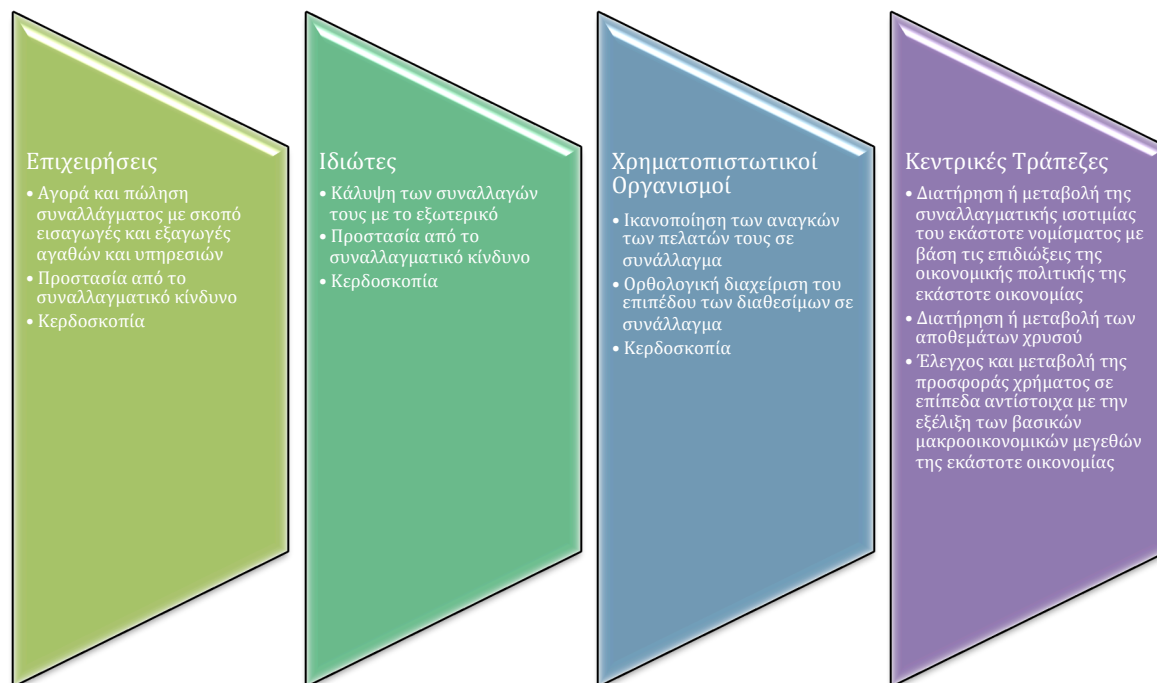 Επιχειρήσεις
• Αγορά και πώληση
συναλλάγματος με σκοπό
εισαγωγές και εξαγωγές
αγαθών και υπηρεσιών
• Προστασία από το
συναλλαγματικό κίνδυνο
• Κερδοσκοπία
Ιδιώτες
• Κάλυψη των συναλλαγών
τους με το εξωτερικό
• Προστασία από το
συναλλαγματικό κίνδυνο
• Κερδοσκοπία
Χρηματοπιστωτικοί
Οργανισμοί
• Ικανοποίηση των αναγκών
των πελατών τους σε
συνάλλαγμα
• Ορθολογική διαχείριση του
επιπέδου των διαθεσίμων σε
συνάλλαγμα
• Κερδοσκοπία
Κεντρικές Τράπεζες
• Διατήρηση ή μεταβολή της
συναλλαγματικής ισοτιμίας
του εκάστοτε νομίσματος με
βάση τις επιδιώξεις της
οικονομικής πολιτικής της
εκάστοτε οικονομίας
• Διατήρηση ή μεταβολή των
αποθεμάτων χρυσού
• Έλεγχος και μεταβολή της
προσφοράς χρήματος σε
επίπεδα αντίστοιχα με την
εξέλιξη των βασικών
μακροοικονομικών μεγεθών
της εκάστοτε οικονομίας